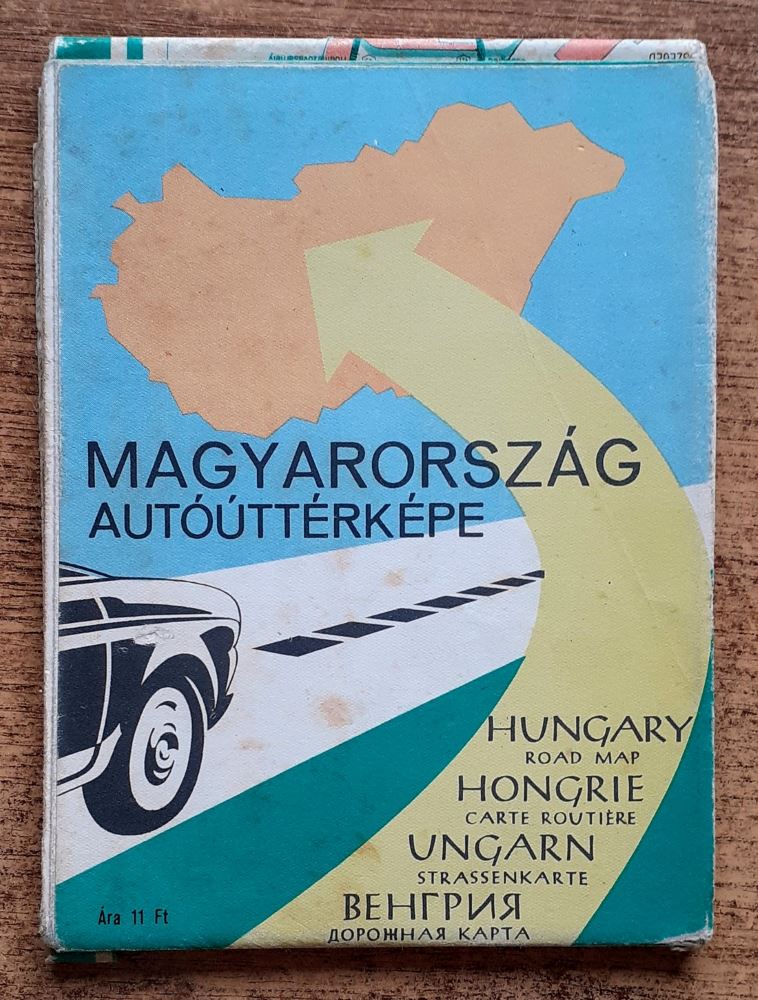 MAGYARORSZÁG
AUTÓÚTTÉRKÉPE
HUNGARY
ROAD MAP
HONGRIE
CARTE ROUTIÈRE
UNGARN
STRASSENKARTE
ВЕНГРИЯ
ДОРОЖНАЯ КАРТА
Ára 11 Ft